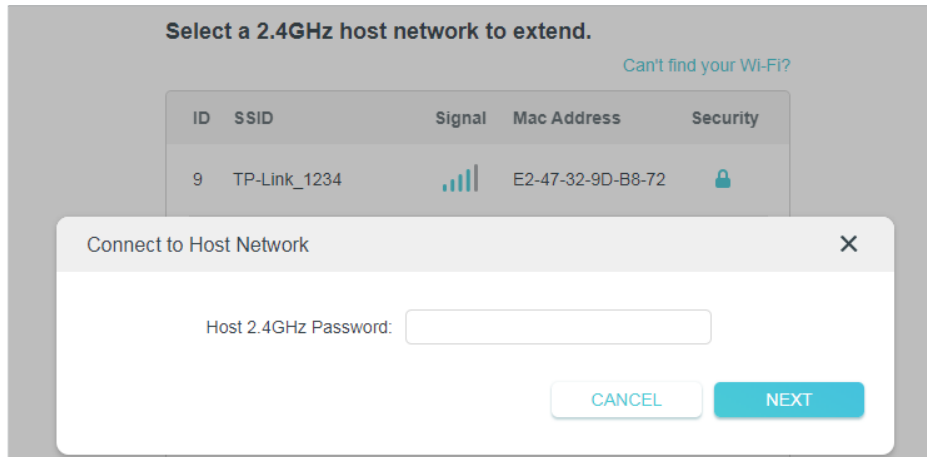 Select a 2.4GHz host network to extend.
Can't find your Wi-Fi?
ID SSID Signal Mac Address Security
9 TP-Link_1234 E2-47-32-9D-B8-72
Connect to Host Network
Host 2.4GHz Password:
CANCEL NEXT